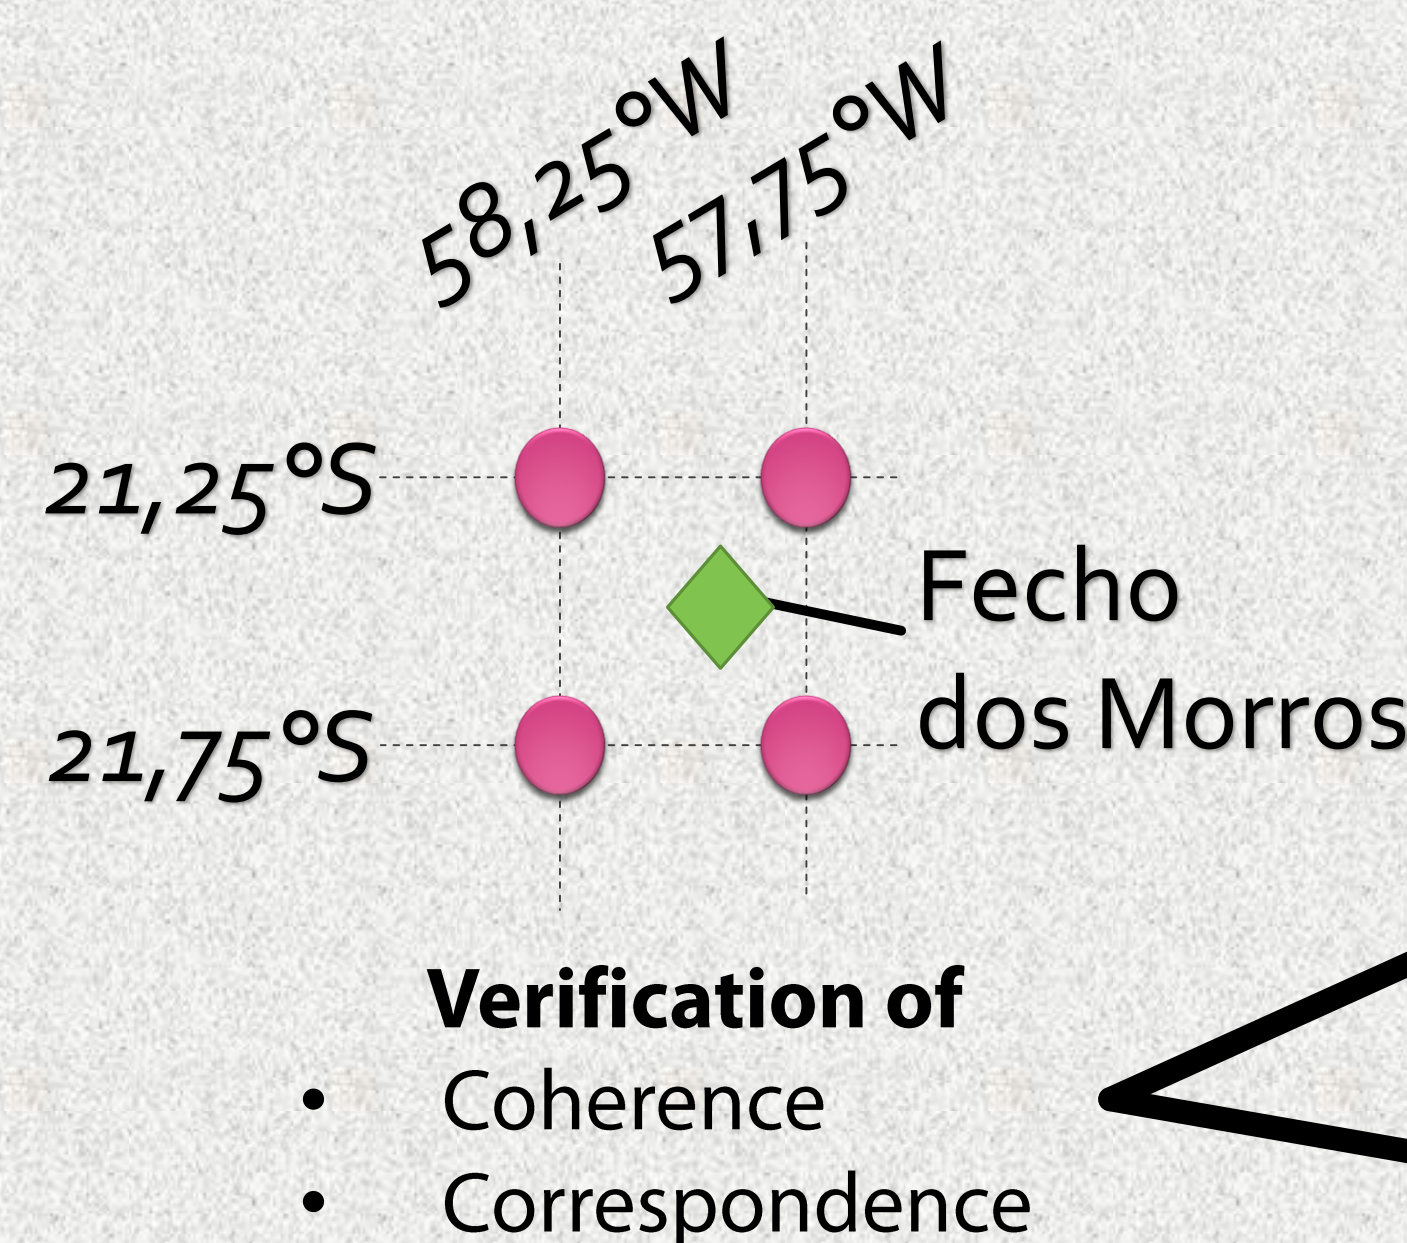 58,25°W
57,75°W
21,25°S
Fecho
dos Morros
21,75°S
Verification of
• Coherence
• Correspondence